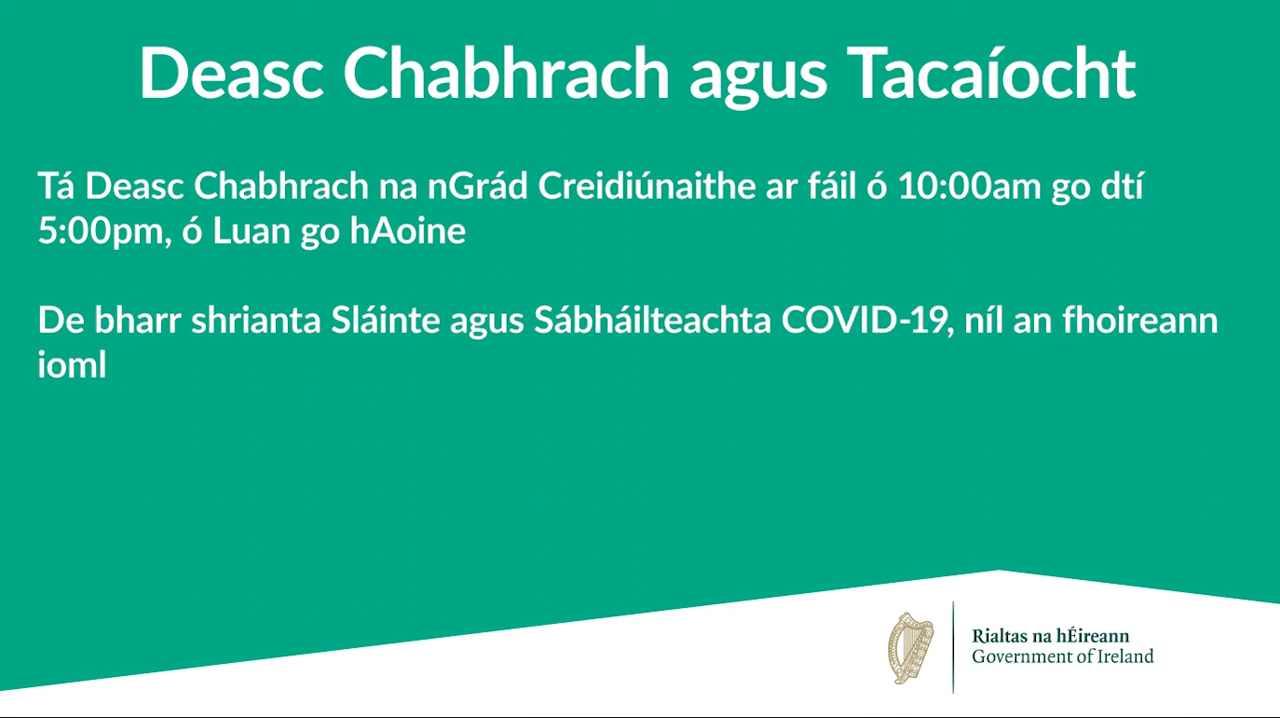 Deasc Chabhrach agus Tacaíocht
Tá Deasc Chabhrach na nGrád Creidiúnaithe ar fáil ó 10:00am go dtí
5:00pm, ó Luan go hAoine
De bharr shrianta Sláinte agus Sábháilteachta COVID-19, níl an fhoireann
ioml
Rialtas na hÉireann
Government of Ireland